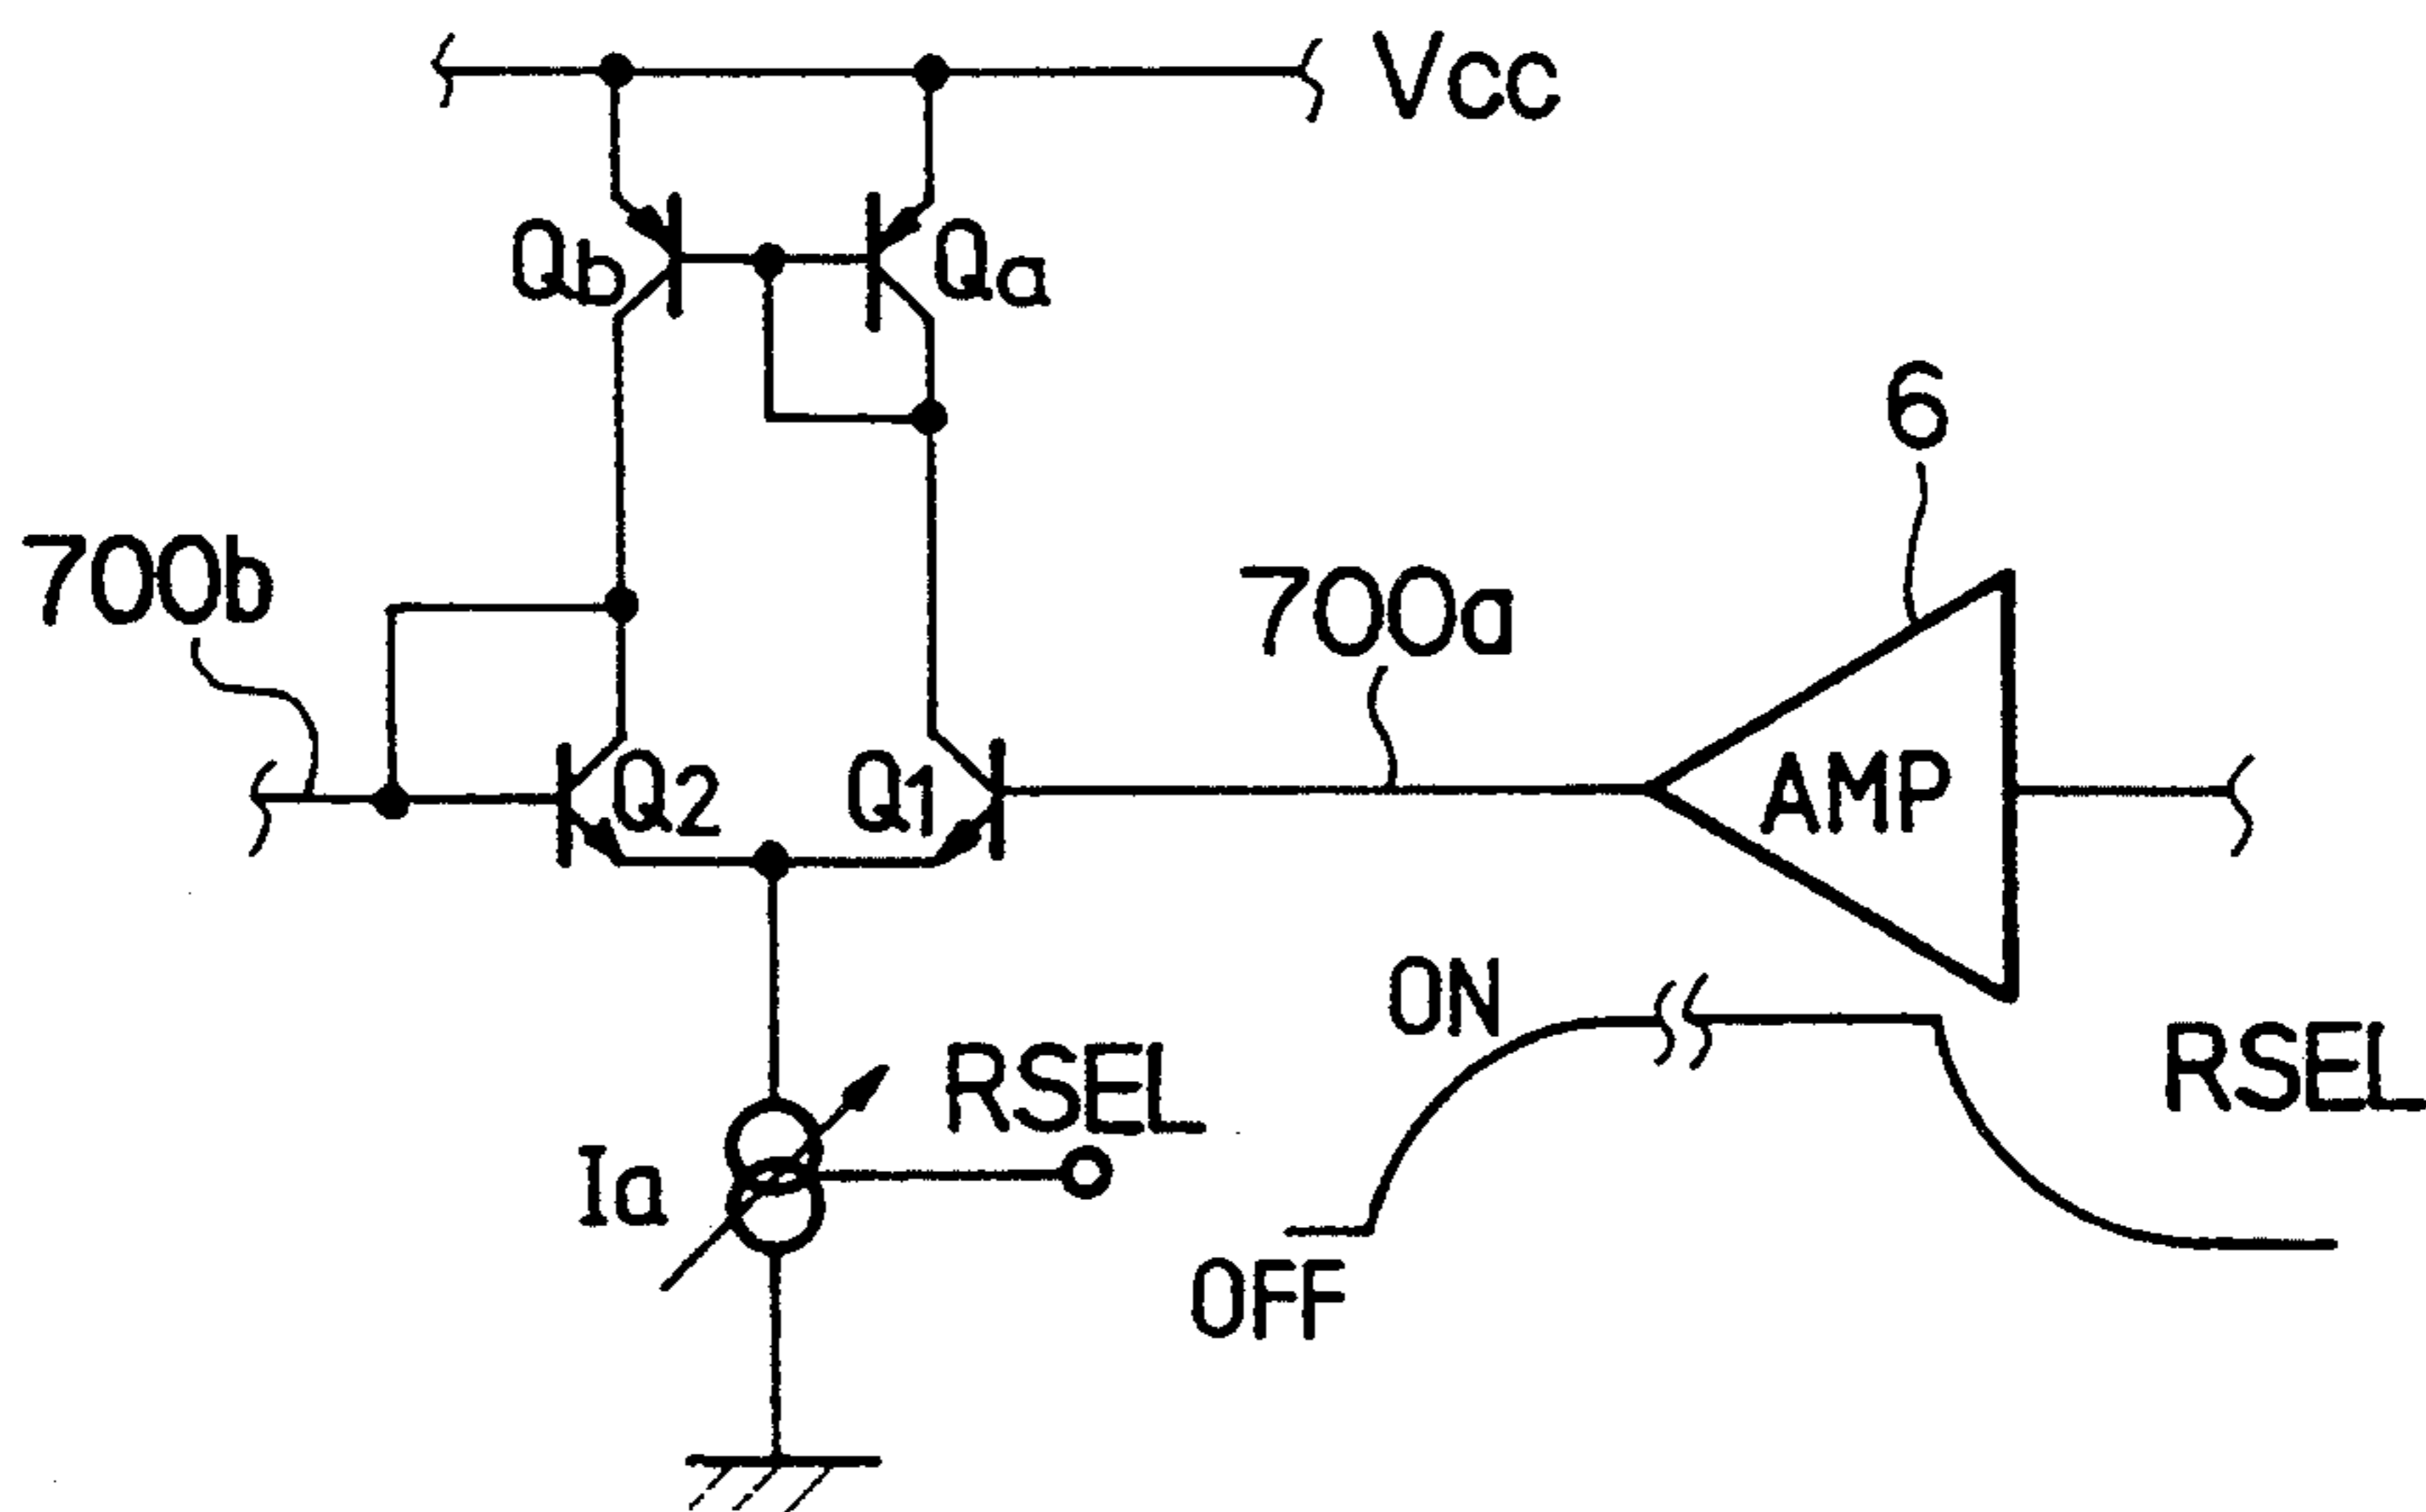 Vcc
Qb
Qa
6
700b
700a
Q2
Q1
AMP
ON
RSEL
RSEL
Ia
OFF